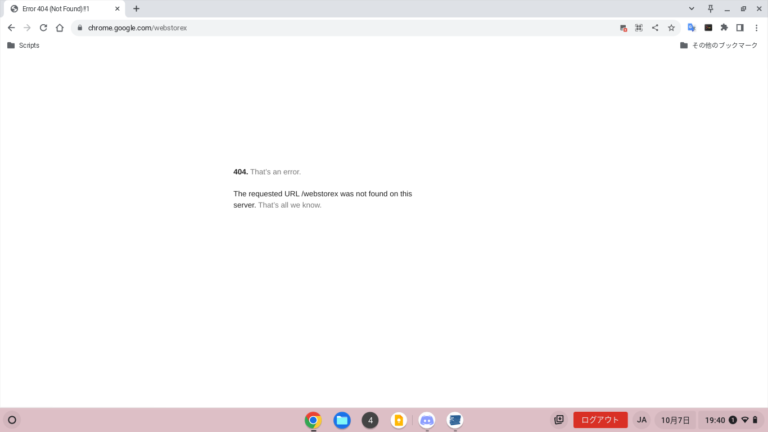 Error 404 (Not Found)!!1
chrome.google.com/webstorex
Scripts
その他のブックマーク
404. That's an error.
The requested URL /webstorex was not found on this
server. That's all we know.
4
ログアウト
JA
10月7日
19:40
1